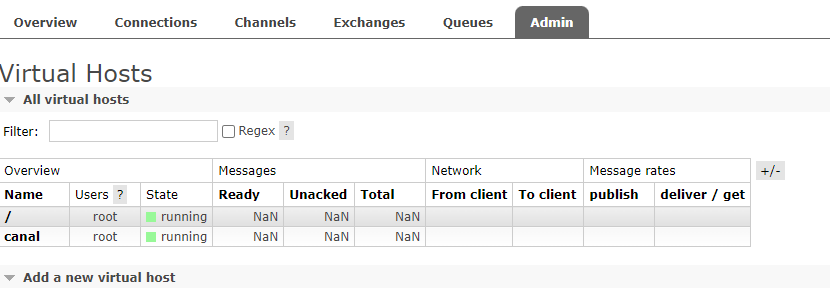 Overview Connections Channels Exchanges Queues Admin
Virtual Hosts
All virtual hosts
Filter: Regex ?
Overview Messages Network Message rates +/-
Name Users ? State Ready Unacked Total From client To client publish deliver / get
/ root running NaN NaN NaN
canal root running NaN NaN NaN
Add a new virtual host